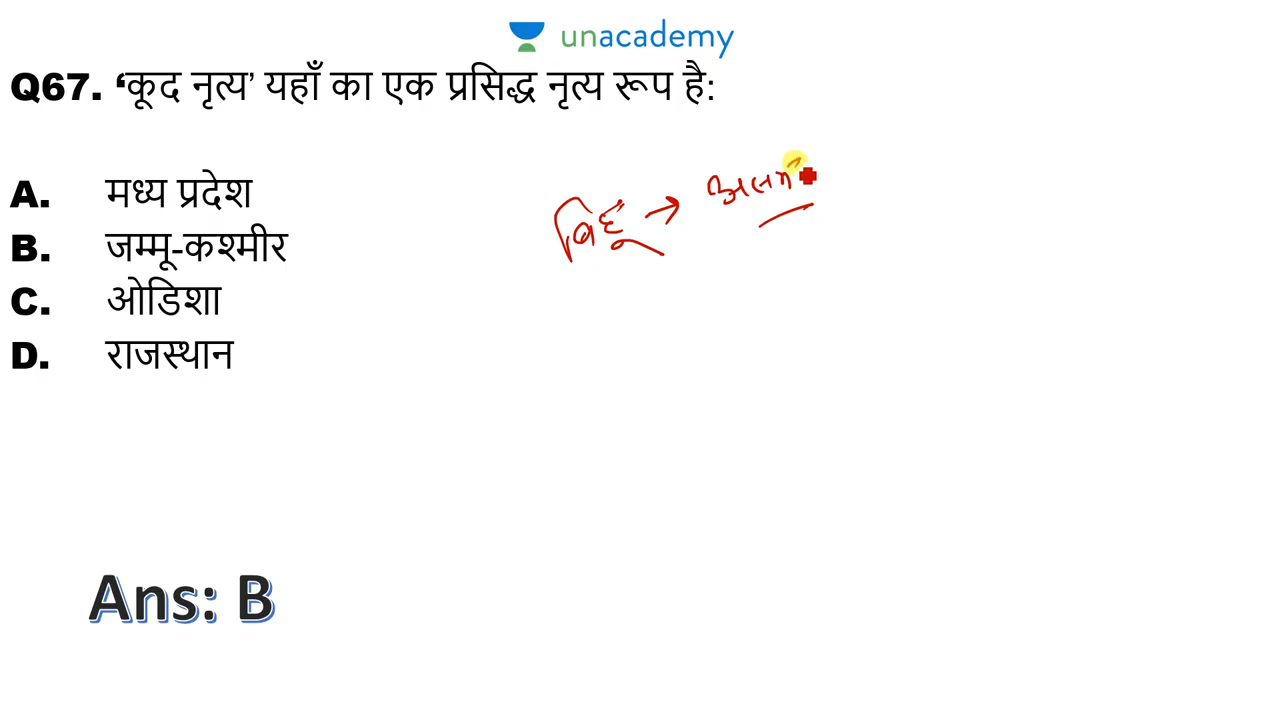 unacademy
Q67. ‘कूद नृत्य’ यहाँ का एक प्रसिद्ध नृत्य रूप है:
A. मध्य प्रदेश
B. जम्मू-कश्मीर
C. ओडिशा
D. राजस्थान
बिहू →
Ans: B